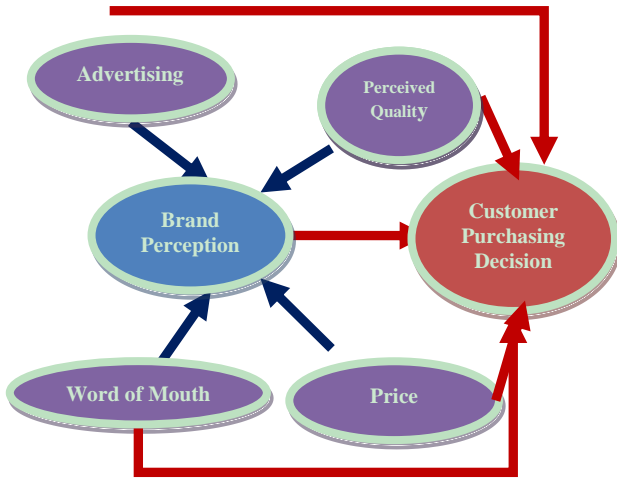 Advertising
Perceived
Quality
Brand
Perception
Customer
Purchasing
Decision
Word of Mouth
Price